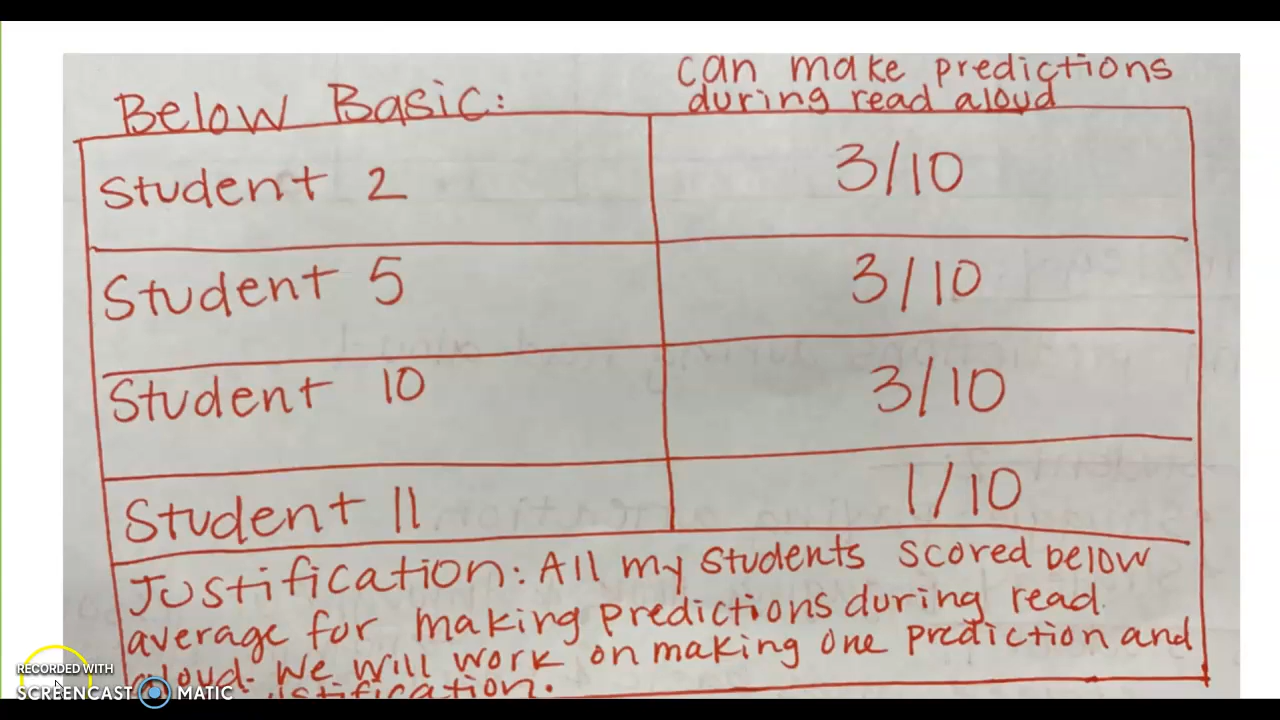 can make predictions
during read aloud
Below Basic:
Student 2 3/10
Student 5 3/10
Student 10 3/10
Student 11 1/10
Justification: All my students scored below
average for making predictions during read
aloud. We will work on making one prediction and
RECORDED WITH
SCREENCAST MATIC